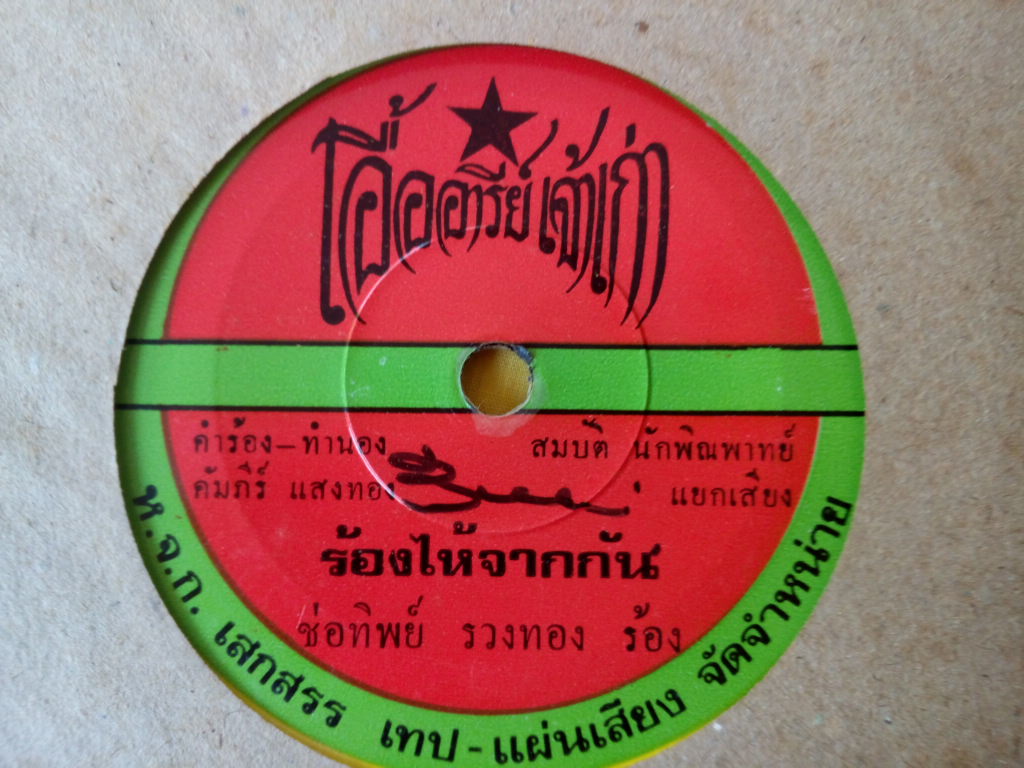 โอ้ออารีย์เจ้าเก่า
คำร้อง-ทำนอง สมบัติ นักพิณพาทย์
คัมภีร์ แสงทอง แยกเสียง
ร้องไห้จากกัน
ช่อทิพย์ รวงทอง ร้อง
ห.จ.ก. เสกสรร เทป-แผ่นเสียง จัดจำหน่าย